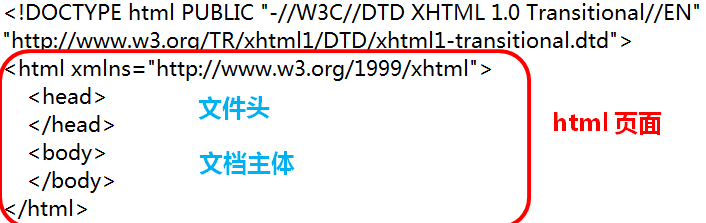 <!DOCTYPE html PUBLIC "-//W3C//DTD XHTML 1.0 Transitional//EN"
"http://www.w3.org/TR/xhtml1/DTD/xhtml1-transitional.dtd">
<html xmlns="http://www.w3.org/1999/xhtml">
<head>
文件头
</head>
html 页面
<body>
文档主体
</body>
</html>